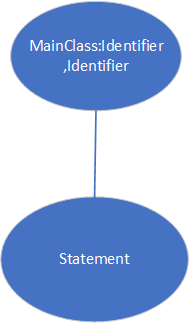 MainClass:Identifier
,Identifier
Statement